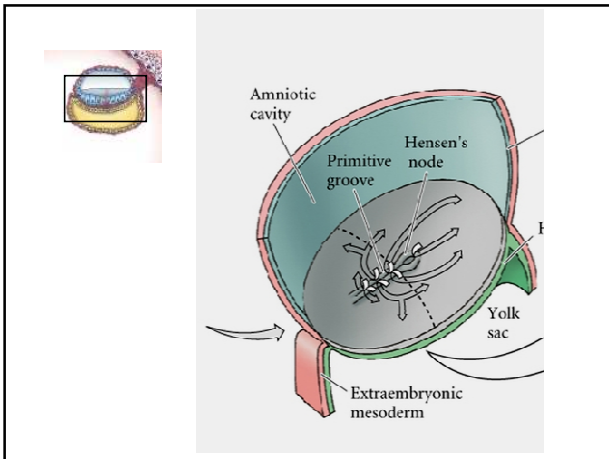 Amniotic
cavity
Hensen's
node
Primitive
groove
Yolk
sac
Extraembryonic
mesoderm